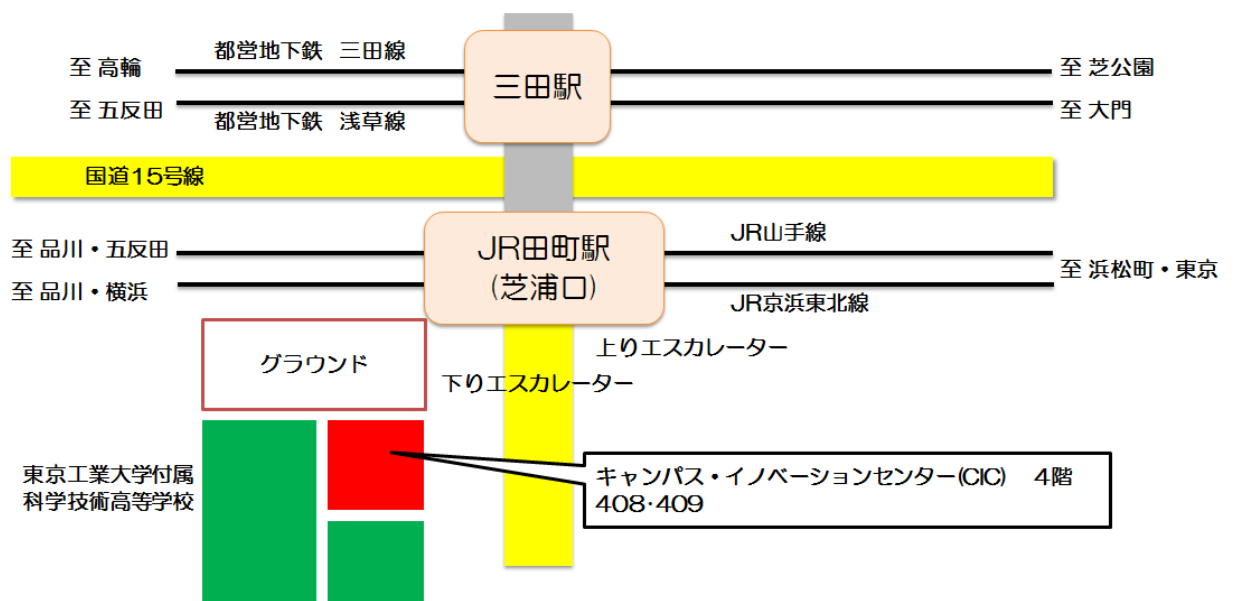 都営地下鉄 三田線
至 高輪
三田駅
至 芝公園
至 五反田
至 大門
都営地下鉄 浅草線
国道15号線
JR山手線
至 品川・五反田
JR田町駅
(芝浦口)
至 浜松町・東京
至 品川・横浜
JR京浜東北線
上りエスカレーター
グラウンド
下りエスカレーター
東京工業大学付属
科学技術高等学校
キャンパス・イノベーションセンター(CIC) 4階
408·409